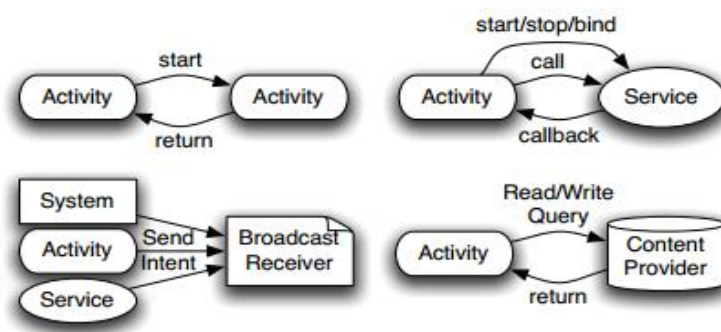 start
Activity
Activity
return
start/stop/bind
call
Activity
Service
callback
System
Activity
Service
Send
Intent
Broadcast
Receiver
Read/Write
Query
Activity
Content
Provider
return